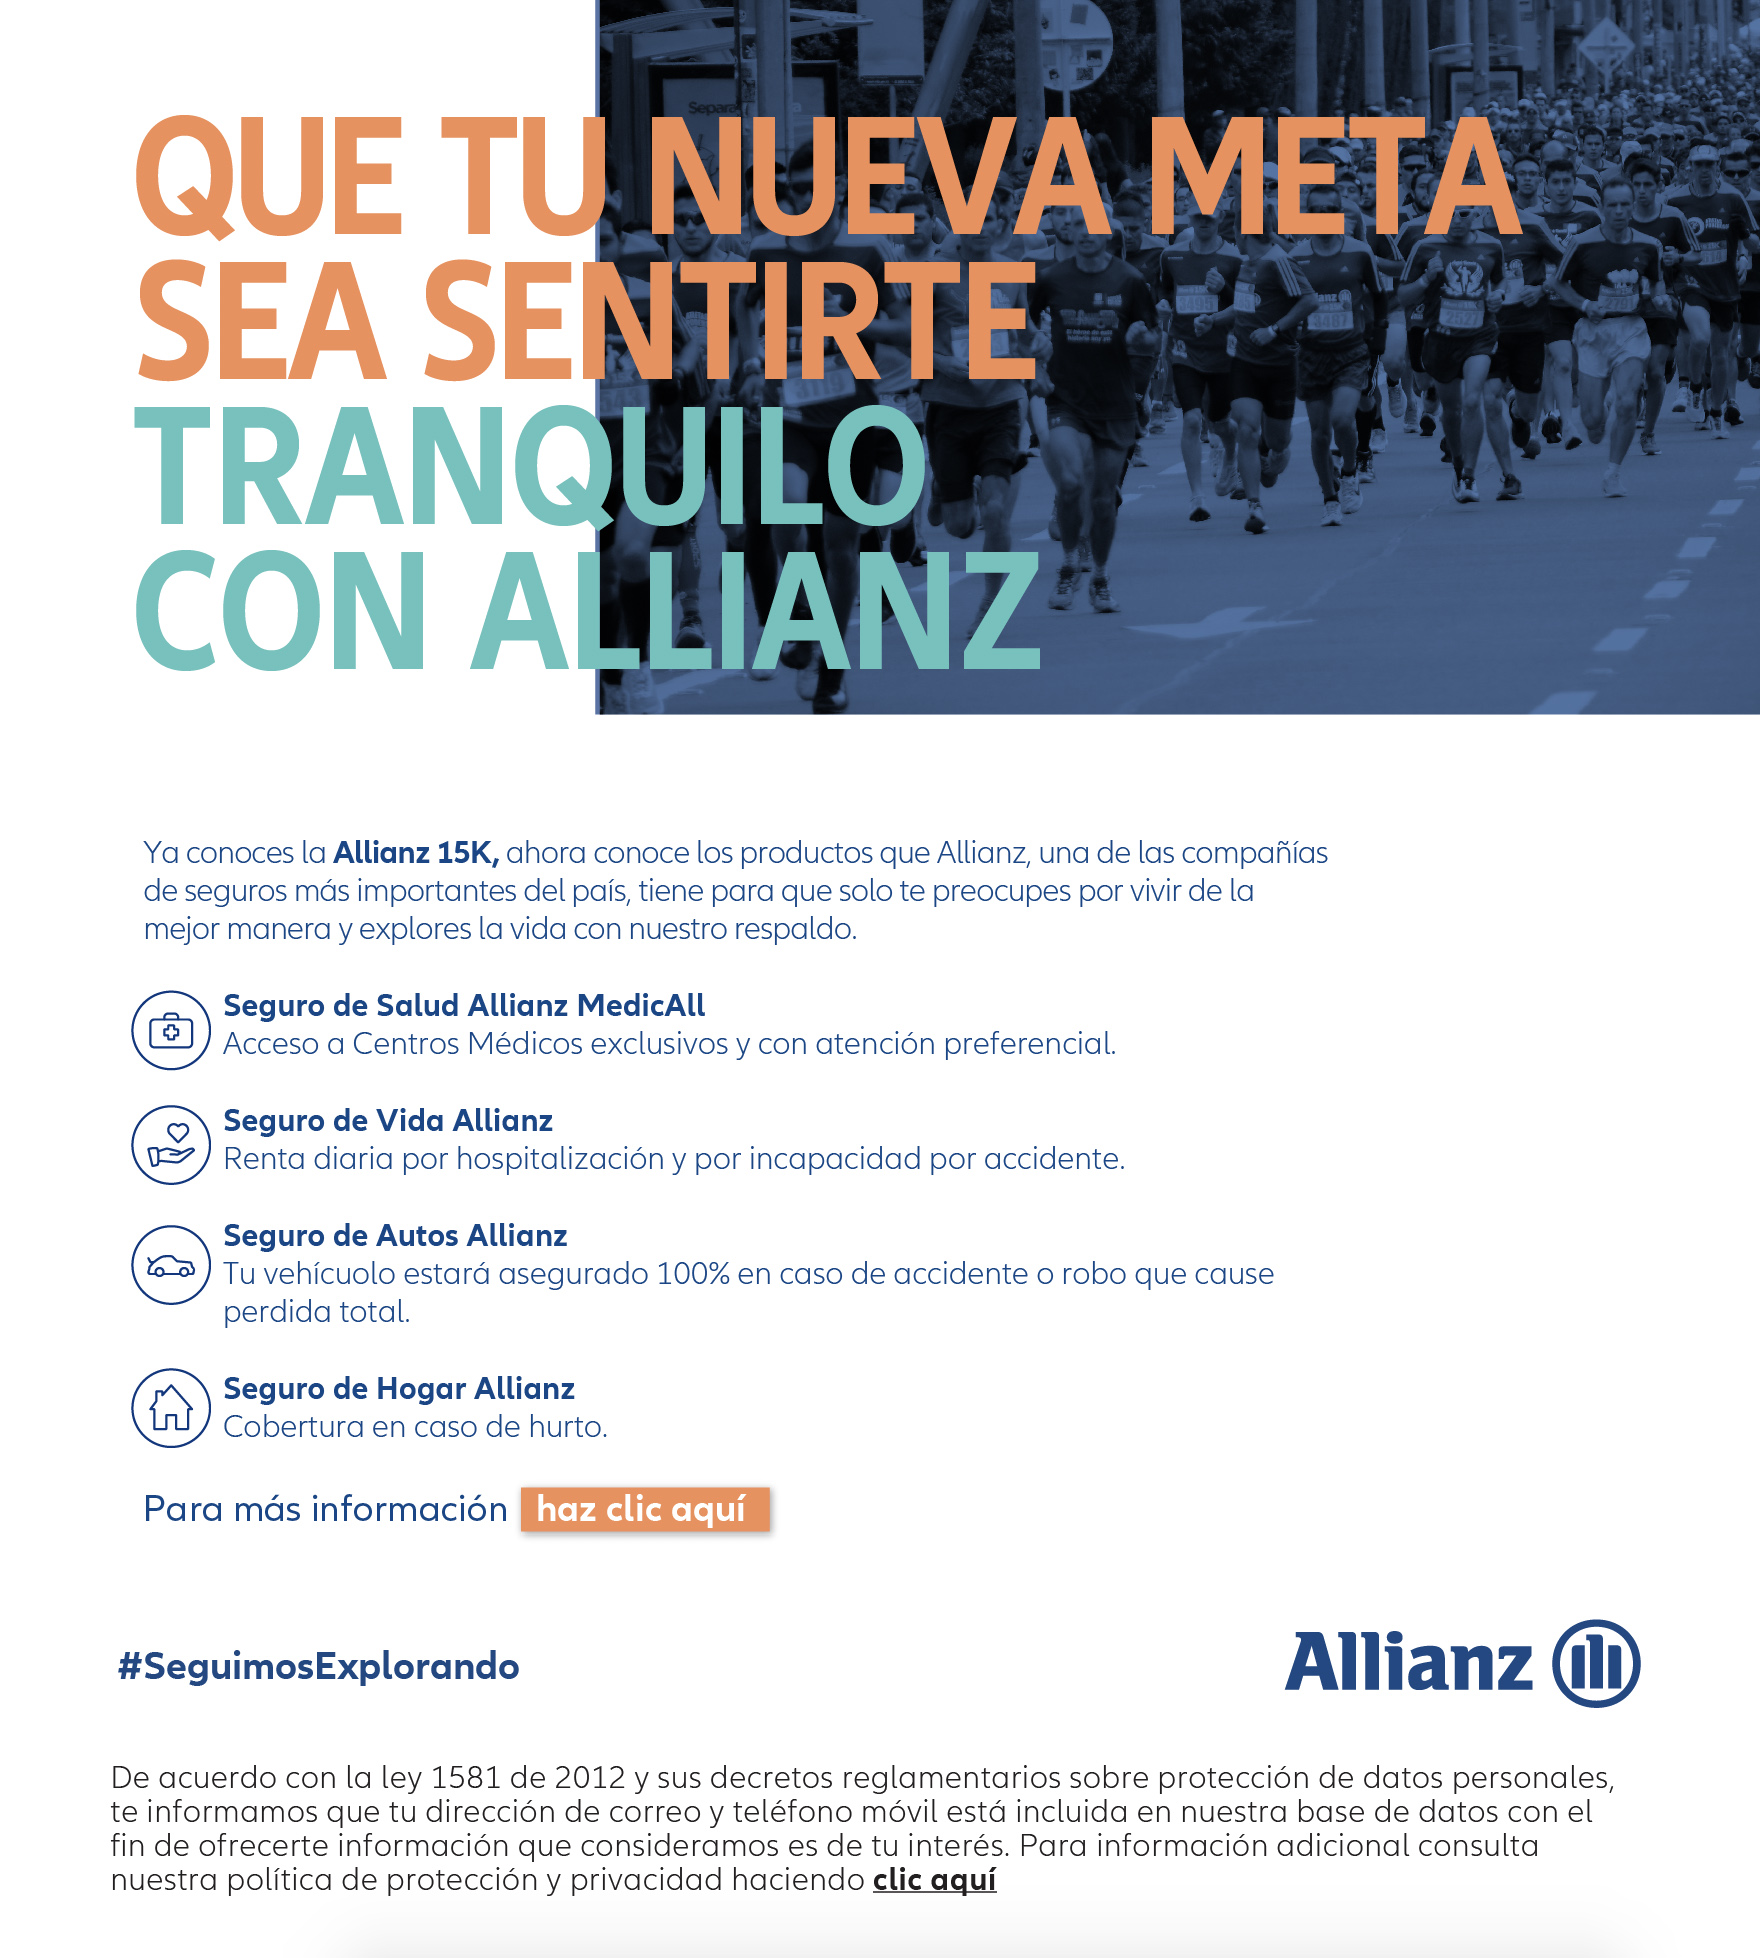 QUE TU NUEVA META
SEA SENTIRTE
TRANQUILO
CON ALLIANZ
Separa
Ya conoces la Allianz 15K, ahora conoce los productos que Allianz, una de las compañías
de seguros más importantes del país, tiene para que solo te preocupes por vivir de la
mejor manera y explores la vida con nuestro respaldo.
Seguro de Salud Allianz MedicAll
Acceso a Centros Médicos exclusivos y con atención preferencial.
Seguro de Vida Allianz
Renta diaria por hospitalización y por incapacidad por accidente.
Seguro de Autos Allianz
Tu vehícuolo estará asegurado 100% en caso de accidente o robo que cause
perdida total.
Seguro de Hogar Allianz
Cobertura en caso de hurto.
Para más información haz clic aquí
#SeguimosExplorando
Allianz
De acuerdo con la ley 1581 de 2012 y sus decretos reglamentarios sobre protección de datos personales,
te informamos que tu dirección de correo y teléfono móvil está incluida en nuestra base de datos con el
fin de ofrecerte información que consideramos es de tu interés. Para información adicional consulta
nuestra política de protección y privacidad haciendo clic aquí